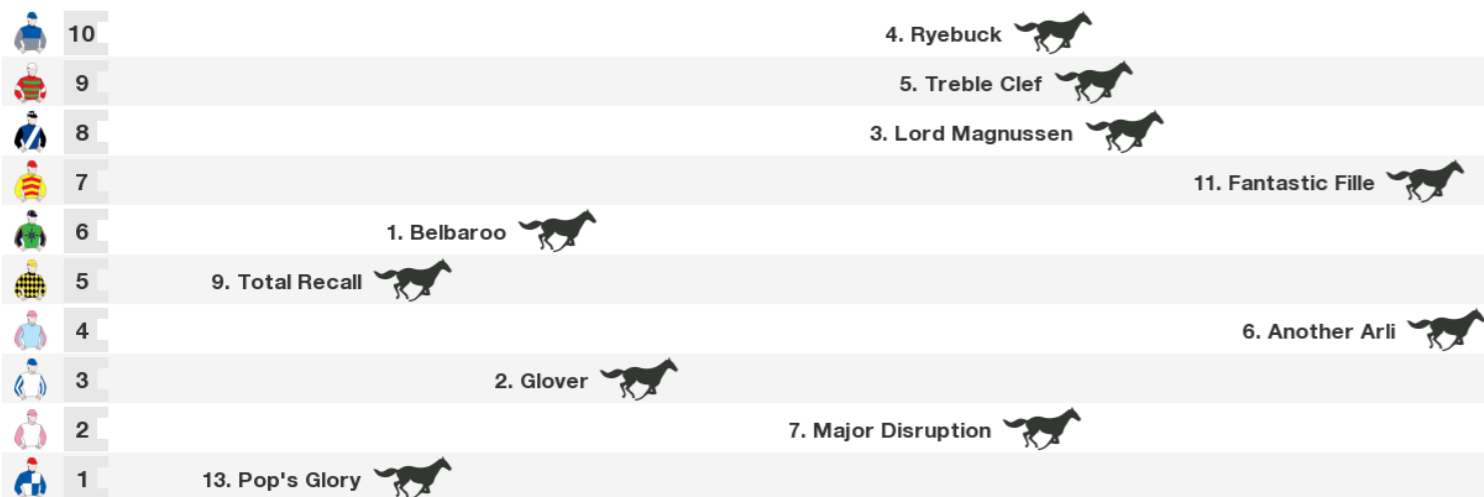 10 4. Ryebuck
9 5. Treble Clef
8 3. Lord Magnussen
7 11. Fantastic Fille
6 1. Belbaroo
5 9. Total Recall
4 6. Another Arli
3 2. Glover
2 7. Major Disruption
1 13. Pop's Glory